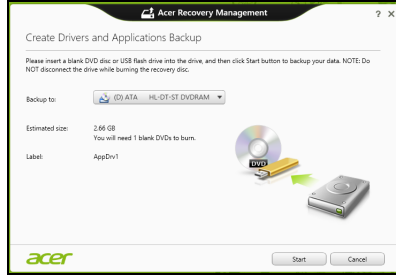 Acer Recovery Management
? X
Create Drivers and Applications Backup
Please insert a blank DVD disc or USB flash drive into the drive, and then click Start button to backup your data. NOTE: Do
NOT disconnect the drive while burning the recovery disc.
Backup to: (D) ATA HL-DT-ST DVDRAM
Estimated size: 2.66 GB
You will need 1 blank DVDs to burn.
Label: AppDrv1
DVD
acer Start Cancel